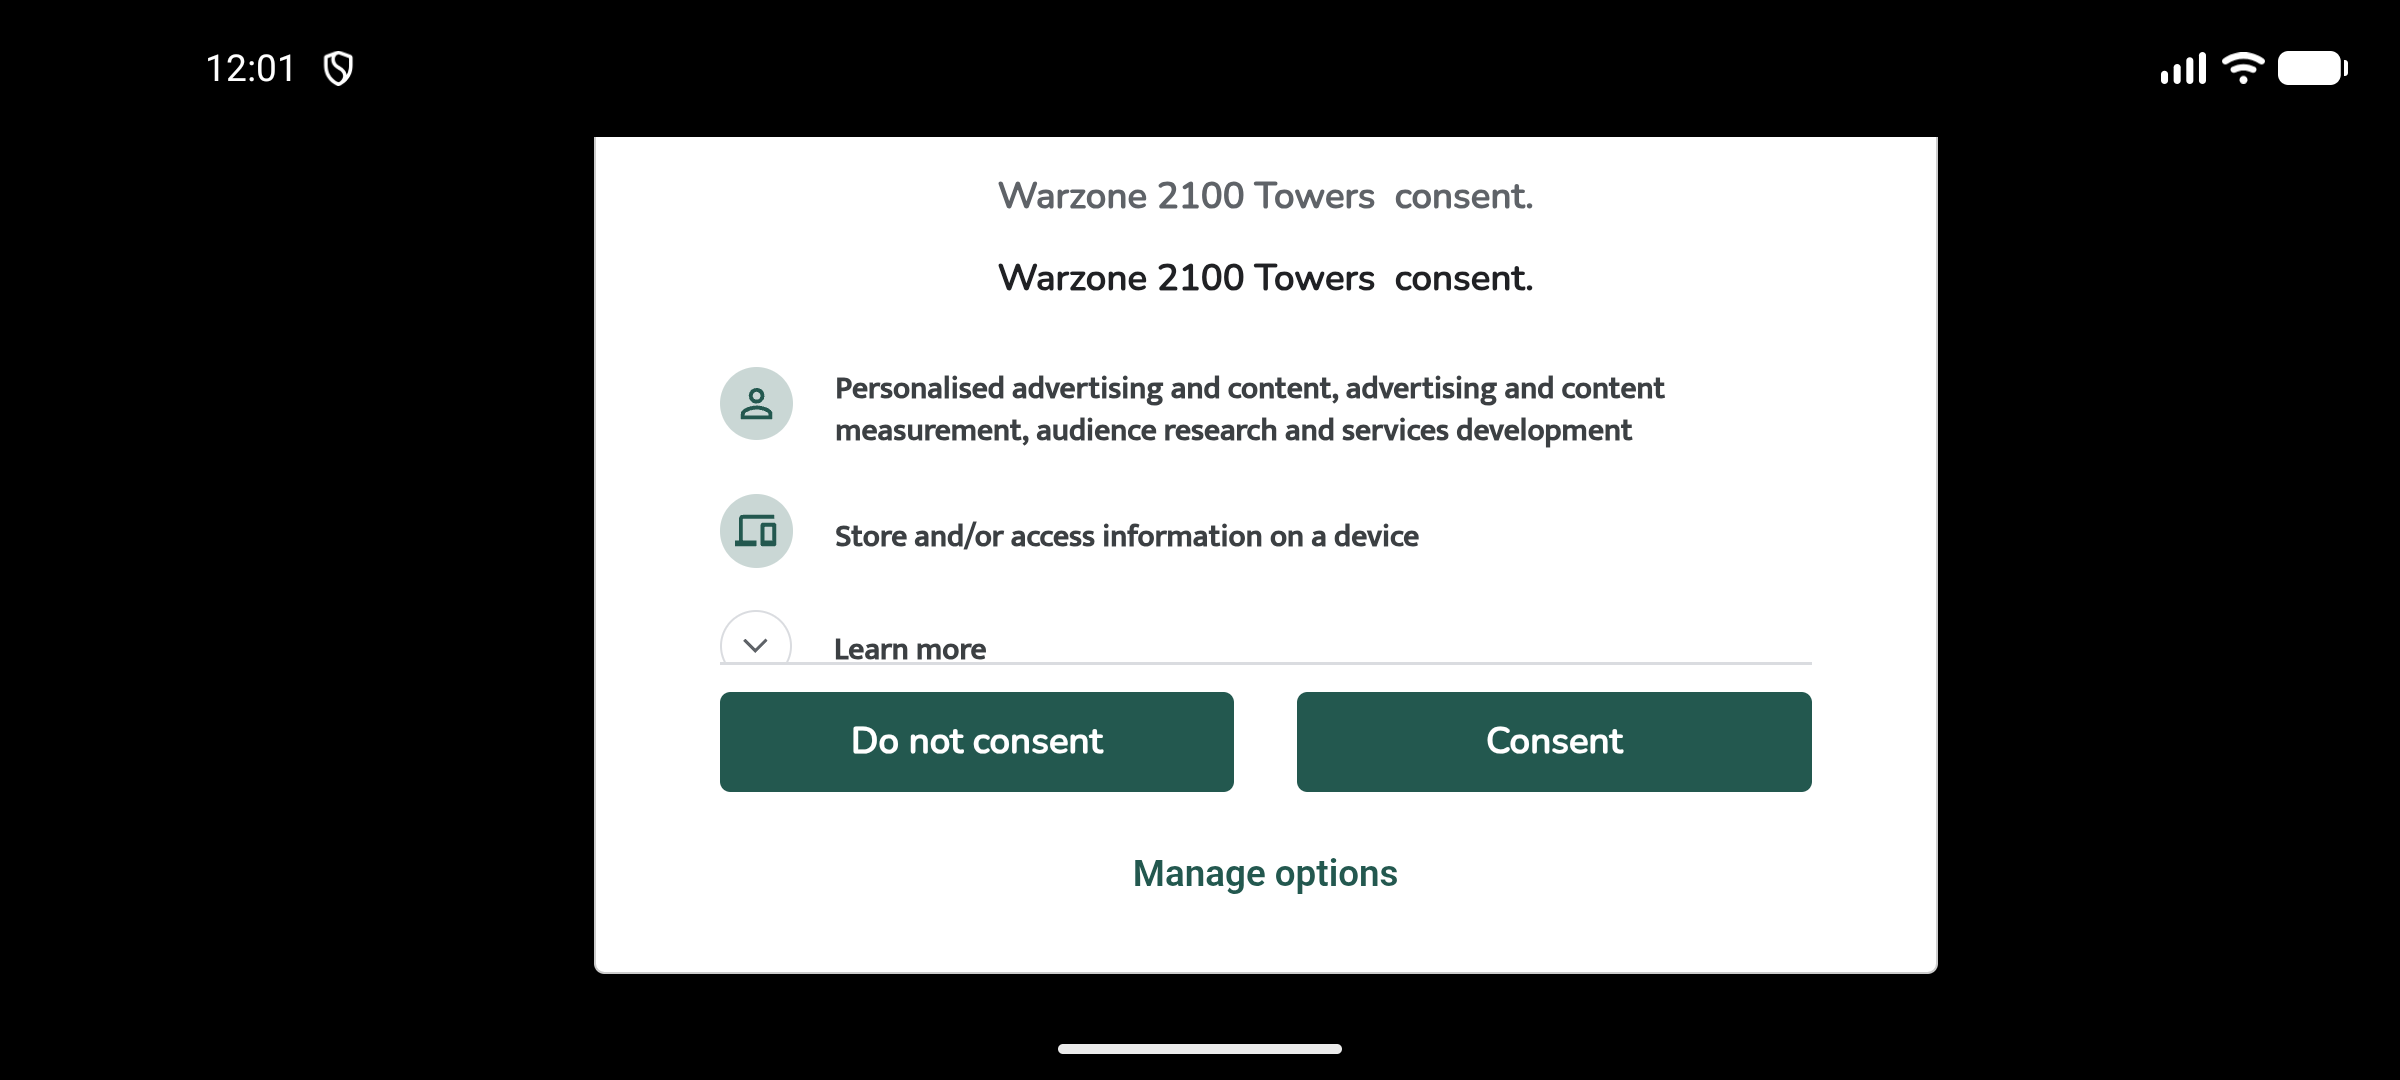 12:01
Warzone 2100 Towers  consent.
Warzone 2100 Towers  consent.
Personalised advertising and content, advertising and content
measurement, audience research and services development
Store and/or access information on a device
Learn more
Do not consent
Consent
Manage options